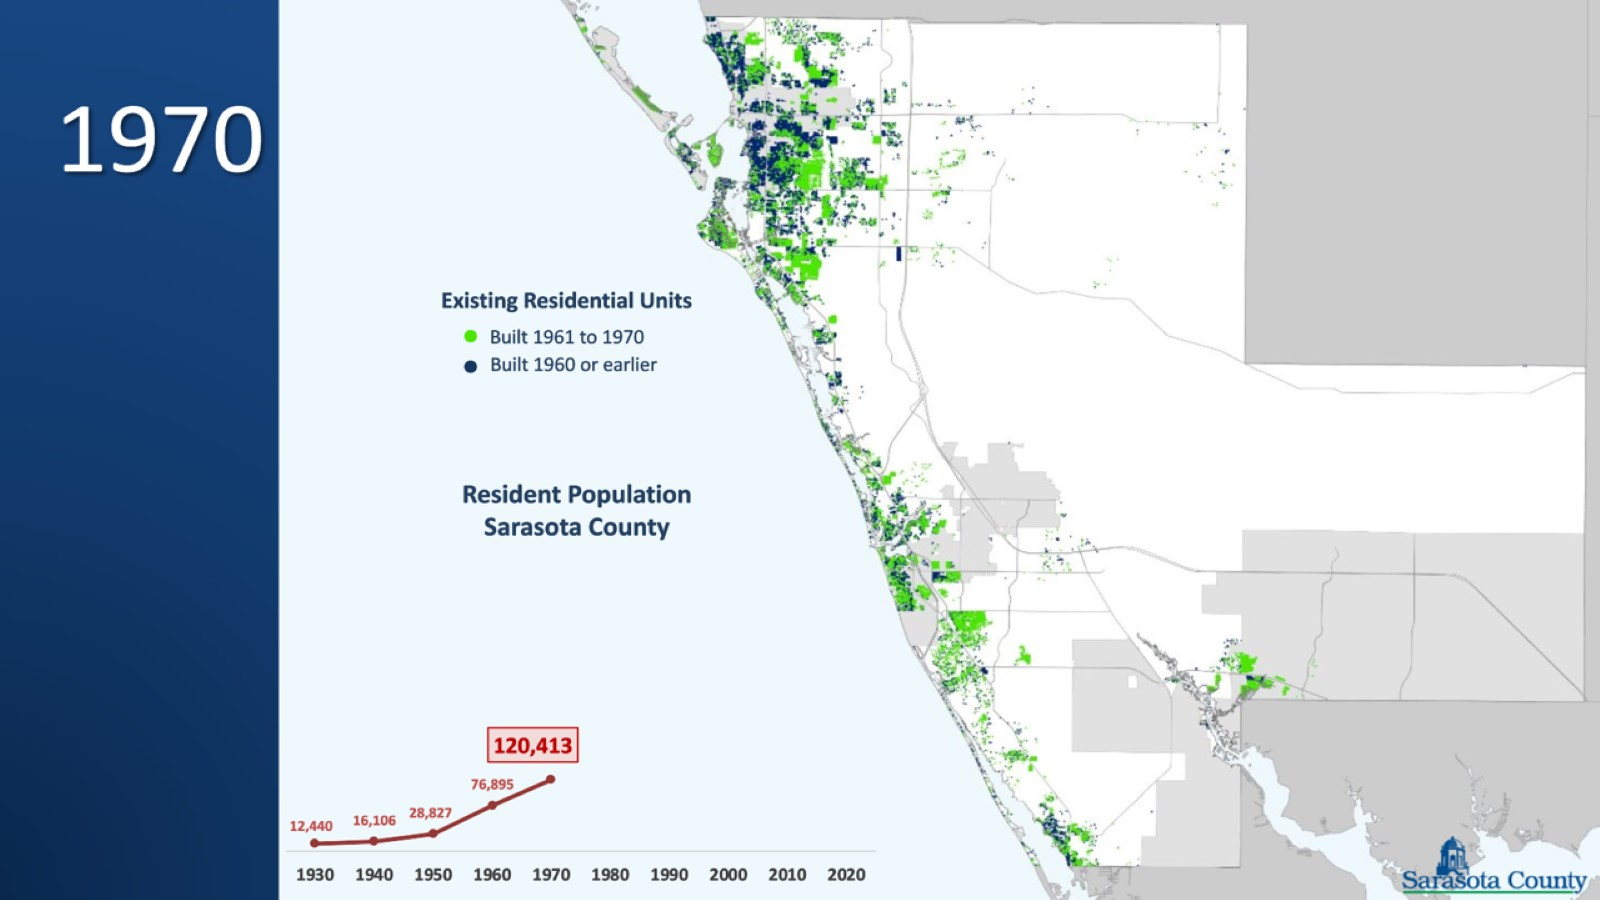 1970
Existing Residential Units
Built 1961 to 1970
Built 1960 or earlier
Resident Population
Sarasota County
120,413
76,895
28,827
16,106
12,440
1930 1940 1950 1960 1970 1980 1990 2000 2010 2020
Sarasota County